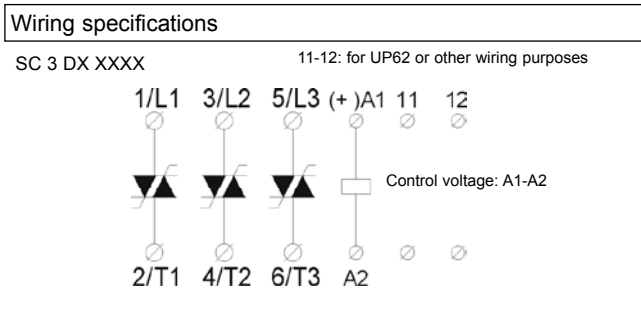 Wiring specifications
SC 3 DX XXXX
11-12: for UP62 or other wiring purposes
1/L1 3/L2 5/L3 (+ )A1 11 12
Control voltage: A1-A2
2/T1 4/T2 6/T3 A2